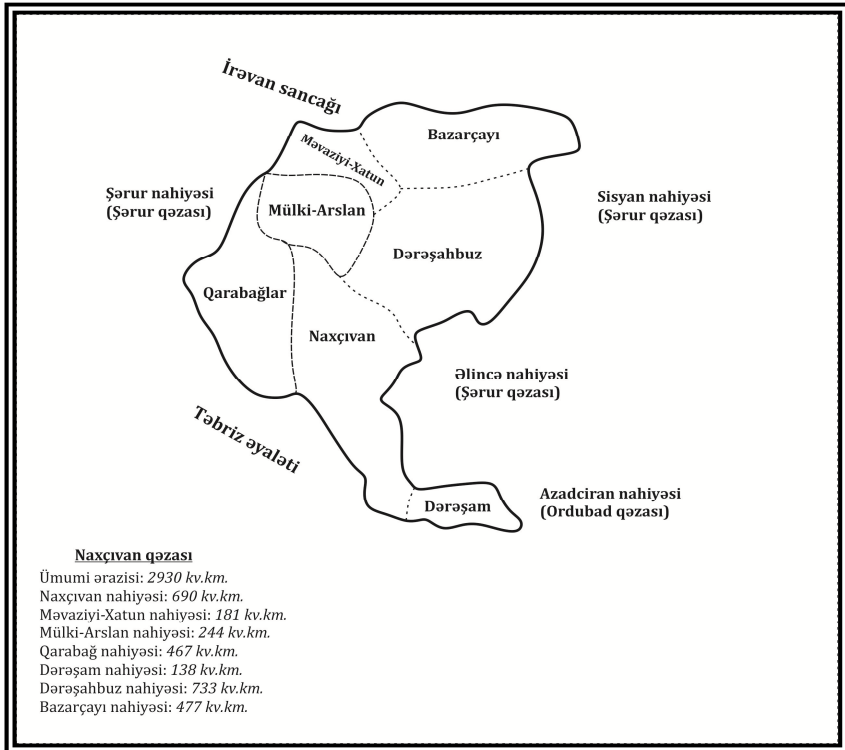 İrəvan sancağı
Bazarçayı
Məvaziyi-Xatun
Şərur nahiyəsi
(Şərur qəzası)
Mülki-Arslan
Sisyan nahiyəsi
(Şərur qəzası)
Dərəşahbuz
Qarabağlar
Naxçıvan
Əlincə nahiyəsi
(Şərur qəzası)
Təbriz əyaləti
Dərəşam
Azadciran nahiyəsi
(Ordubad qəzası)
Naxçıvan qəzası
Ümumi ərazisi: 2930 kv.km.
Naxçıvan nahiyəsi: 690 kv.km.
Məvaziyi-Xatun nahiyəsi: 181 kv.km.
Mülki-Arslan nahiyəsi: 244 kv.km.
Qarabağ nahiyəsi: 467 kv.km.
Dərəşam nahiyəsi: 138 kv.km.
Dərəşahbuz nahiyəsi: 733 kv.km.
Bazarçayı nahiyəsi: 477 kv.km.